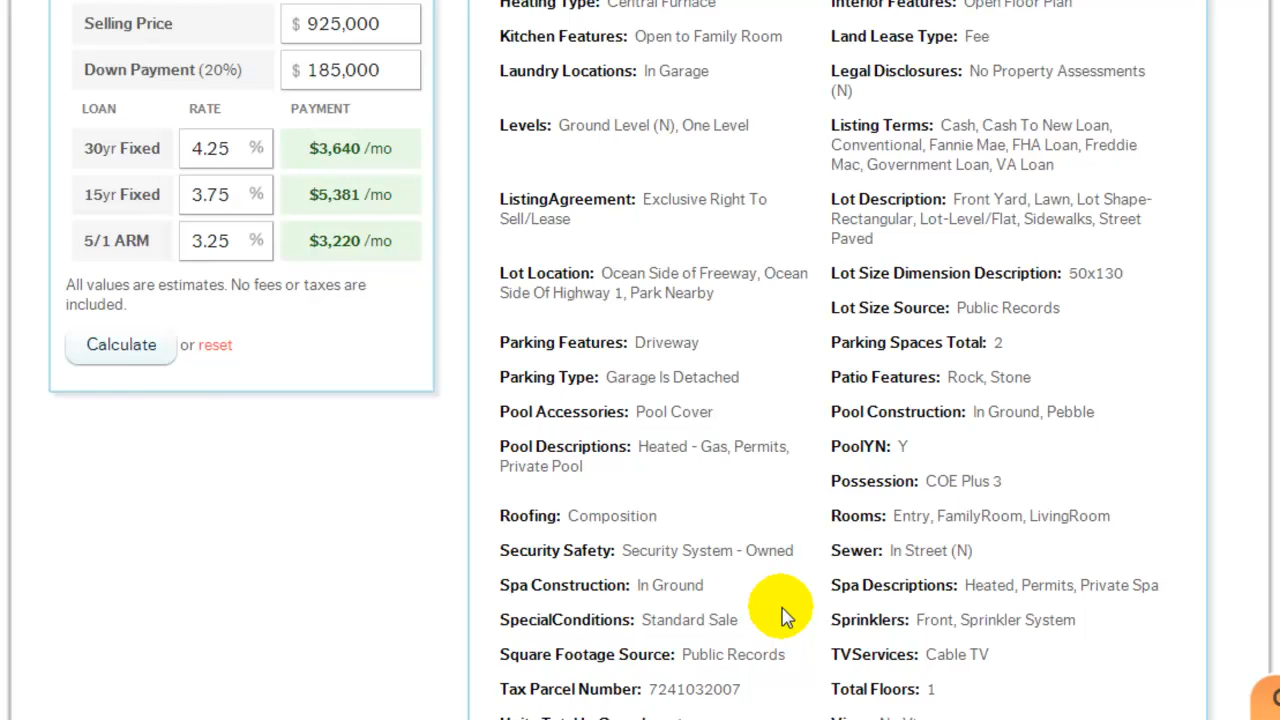 Selling Price $ 925,000
Down Payment (20%) $ 185,000
LOAN RATE PAYMENT
30yr Fixed 4.25 % $3,640 /mo
15yr Fixed 3.75 % $5,381 /mo
5/1 ARM 3.25 % $3,220 /mo
All values are estimates. No fees or taxes are
included.
Calculate or reset
Heating Type: Central Furnace
Interior Features: Open Floor Plan
Kitchen Features: Open to Family Room
Land Lease Type: Fee
Laundry Locations: In Garage
Legal Disclosures: No Property Assessments
(N)
Levels: Ground Level (N), One Level
Listing Terms: Cash, Cash To New Loan,
Conventional, Fannie Mae, FHA Loan, Freddie
Mac, Government Loan, VA Loan
ListingAgreement: Exclusive Right To
Sell/Lease
Lot Description: Front Yard, Lawn, Lot Shape-
Rectangular, Lot-Level/Flat, Sidewalks, Street
Paved
Lot Location: Ocean Side of Freeway, Ocean
Side Of Highway 1, Park Nearby
Lot Size Dimension Description: 50x130
Lot Size Source: Public Records
Parking Features: Driveway
Parking Spaces Total: 2
Parking Type: Garage Is Detached
Patio Features: Rock, Stone
Pool Accessories: Pool Cover
Pool Construction: In Ground, Pebble
Pool Descriptions: Heated - Gas, Permits,
Private Pool
PoolYN: Y
Possession: COE Plus 3
Roofing: Composition
Rooms: Entry, FamilyRoom, LivingRoom
Security Safety: Security System - Owned
Sewer: In Street (N)
Spa Construction: In Ground
Spa Descriptions: Heated, Permits, Private Spa
SpecialConditions: Standard Sale
Sprinklers: Front, Sprinkler System
Square Footage Source: Public Records
TVServices: Cable TV
Tax Parcel Number: 7241032007
Total Floors: 1